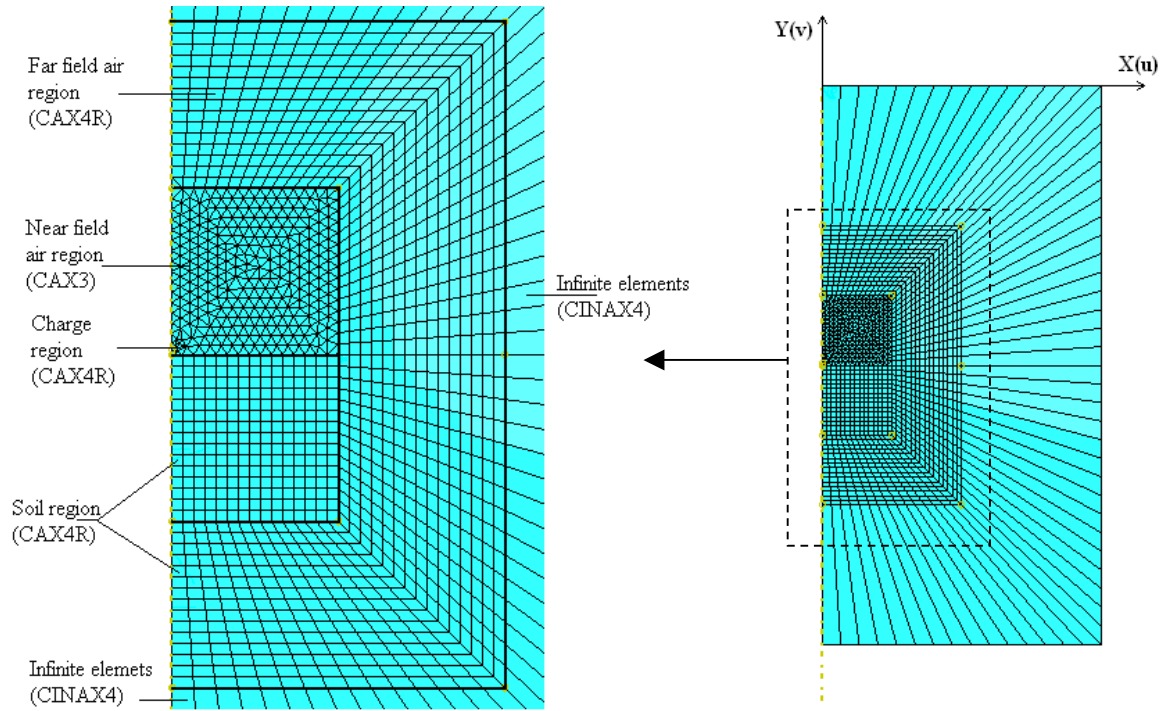 Far field air
region
(CAX4R)
Near field
air region
(CAX3)
Charge
region
(CAX4R)
Soil region
(CAX4R)
Infinite elemets
(CINAX4)
Infinite elements
(CINAX4)
Y(v)
X(u)